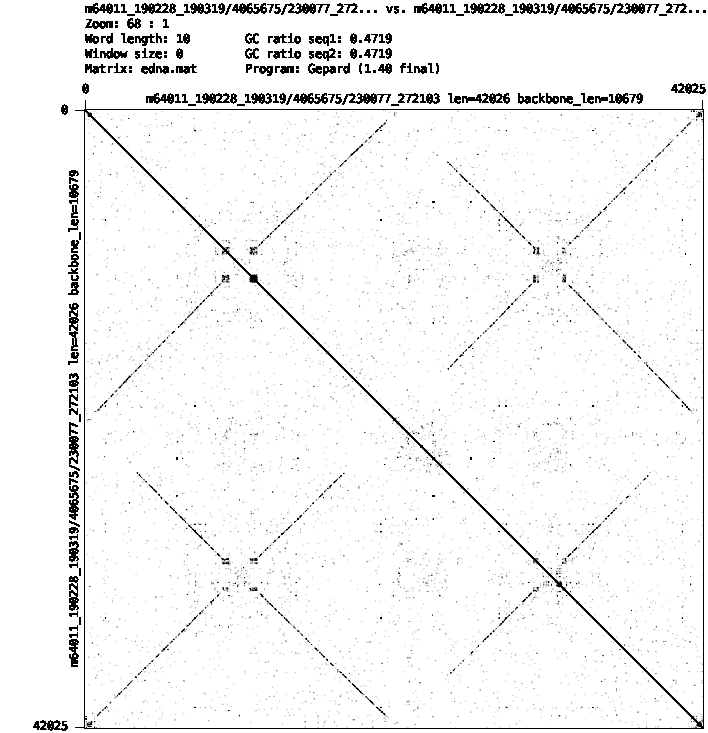 m64011_190228_190319/4065675/230077_272... vs. m64011_190228_190319/4065675/230077_272...
Zoom: 68 : 1
Word length: 10 GC ratio seq1: 0.4719
Window size: 0 GC ratio seq2: 0.4719
Matrix: edna.mat Program: Gepard (1.40 final)
0 42025
m64011_190228_190319/4065675/230077_272103 len=42026 backbone_len=10679
0
m64011_190228_190319/4065675/230077_272103 len=42026 backbone_len=10679
42025